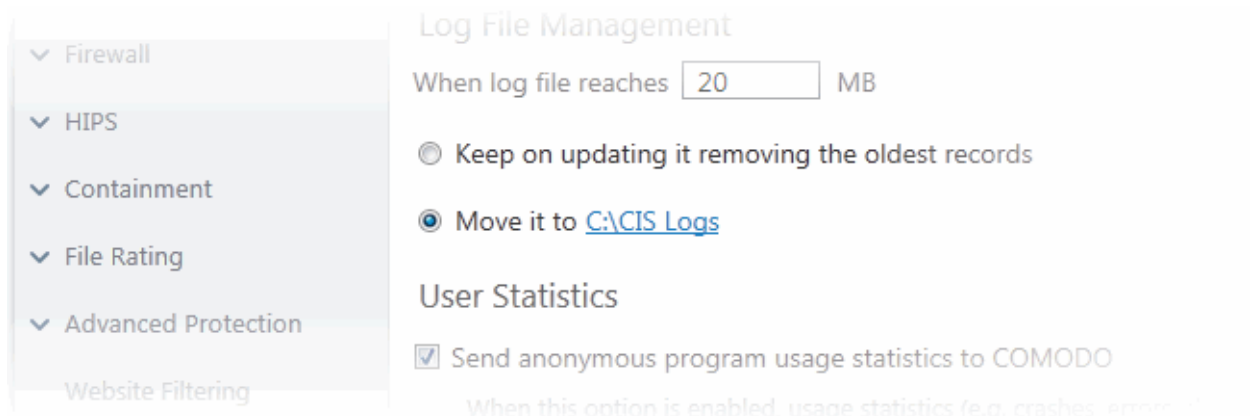 Firewall
HIPS
Containment
File Rating
Advanced Protection
Website Filtering
Log File Management
When log file reaches 20 MB
Keep on updating it removing the oldest records
Move it to C:\CIS Logs
User Statistics
Send anonymous program usage statistics to COMODO
When this option is enabled, usage statistics (e.g. crashes, errors,